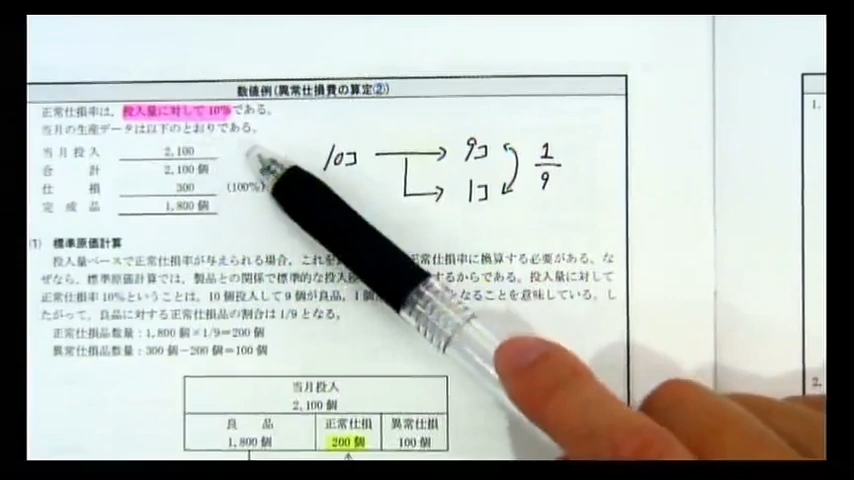 数値例(異常仕損費の算定②)
正常仕損率は、投入量に対して10%である。
当月の生産データは以下のとおりである。
当月投入 2,100
合計 2,100個
仕損 300 (100%)
完成品 1,800個
10コ → 9コ 1/9
→ 1コ
(1) 標準原価計算
投入量ベースで正常仕損率が与えられる場合、これを 正常仕損率に換算する必要がある。な
ぜなら、標準原価計算では、製品との関係で標準的な投入 するからである。投入量に対して
正常仕損率10%ということは、10個投入して9個が良品、1個 となることを意味している。し
たがって、良品に対する正常仕損品の割合は1/9となる。
正常仕損品数量:1,800個×1/9=200個
異常仕損品数量:300個-200個=100個
当月投入
2,100個
良品 正常仕損 異常仕損
1,800個 200個 100個
1.
2.